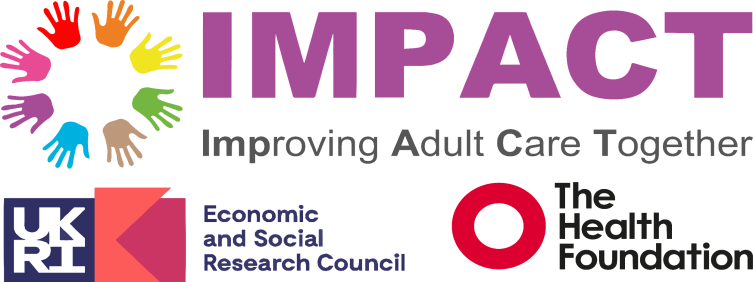 IMPACT
Improving Adult Care Together
UK
RI
Economic
and Social
Research Council
The
Health
Foundation